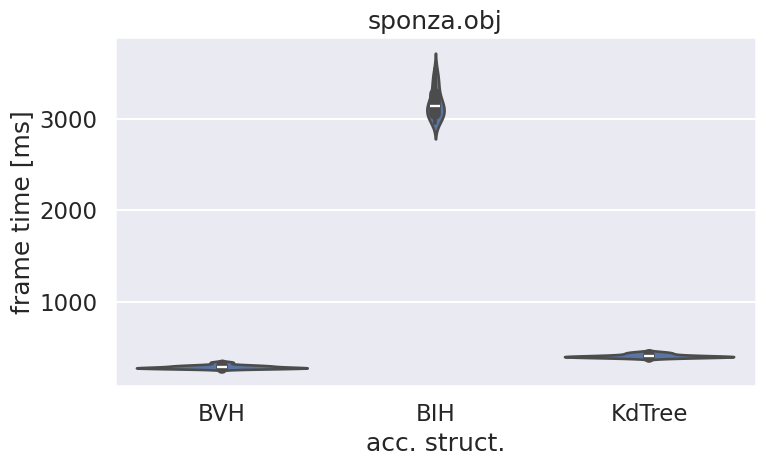 sponza.obj
frame time [ms]
3000
2000
1000
BVH
BIH
KdTree
acc. struct.